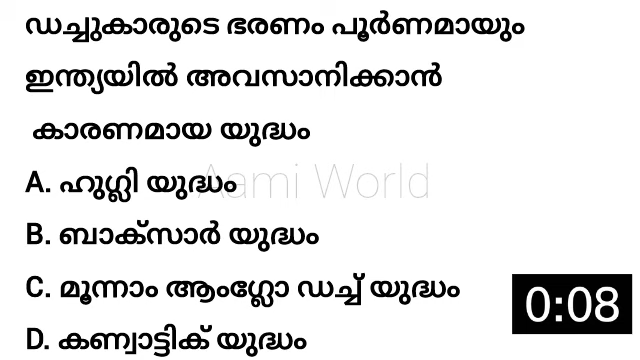 ഡച്ചുകാരുടെ ഭരണം പൂർണമായും
ഇന്ത്യയിൽ അവസാനിക്കാൻ
കാരണമായ യുദ്ധം
A. ഹുഗ്ലി യുദ്ധം
Aami World
B. ബാക്സാർ യുദ്ധം
C. മൂന്നാം ആംഗ്ലോ ഡച്ച് യുദ്ധം
0:08
D. കണ്വാട്ടിക് യുദ്ധം